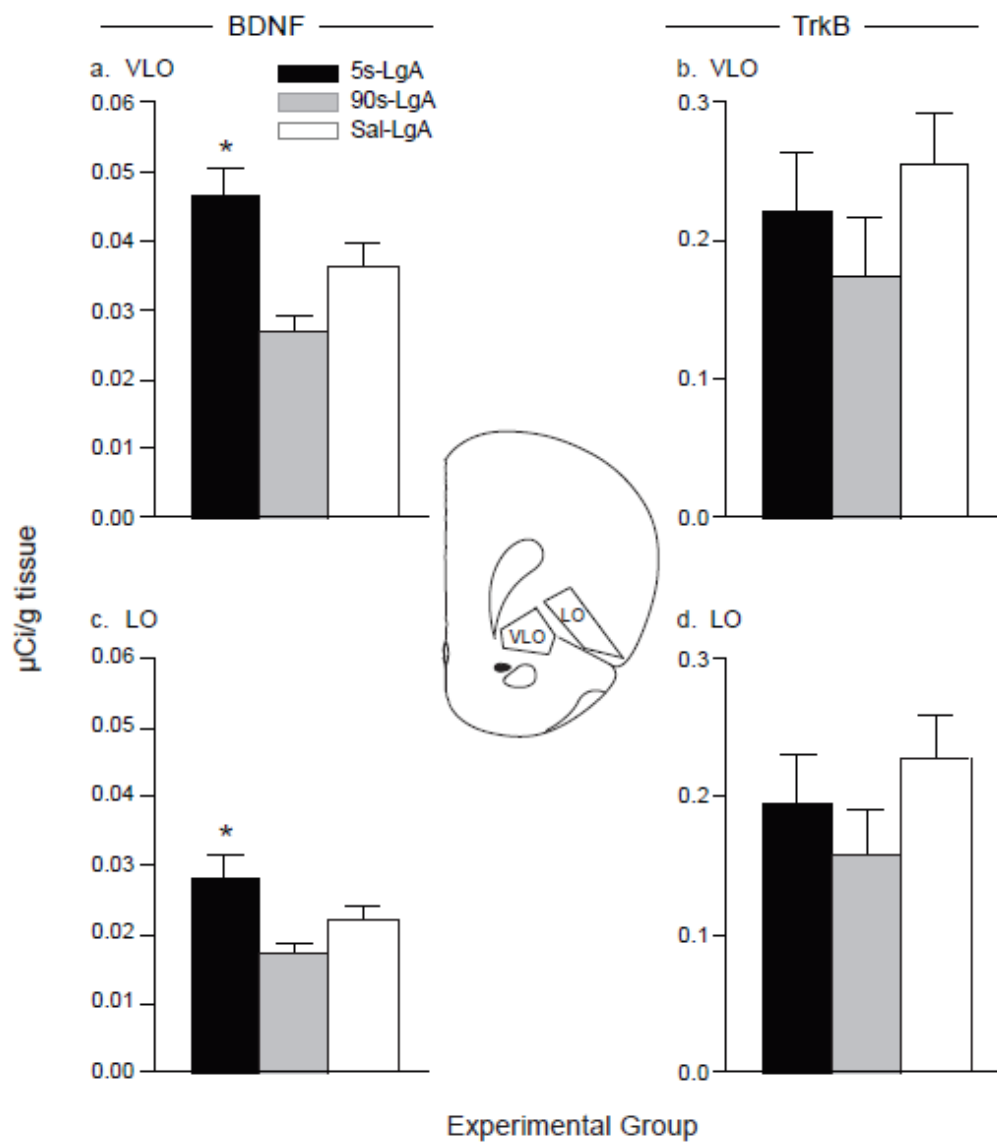 BDNF
TrkB
a. VLO
5s-LgA
90s-LgA
Sal-LgA
b. VLO
0.06
0.05
0.04
0.03
0.02
0.01
0.00
*
0.3
0.2
0.1
0.0
µCi/g tissue
VLO
LO
c. LO
0.06
0.05
0.04
0.03
0.02
0.01
0.00
*
d. LO
0.3
0.2
0.1
0.0
Experimental Group